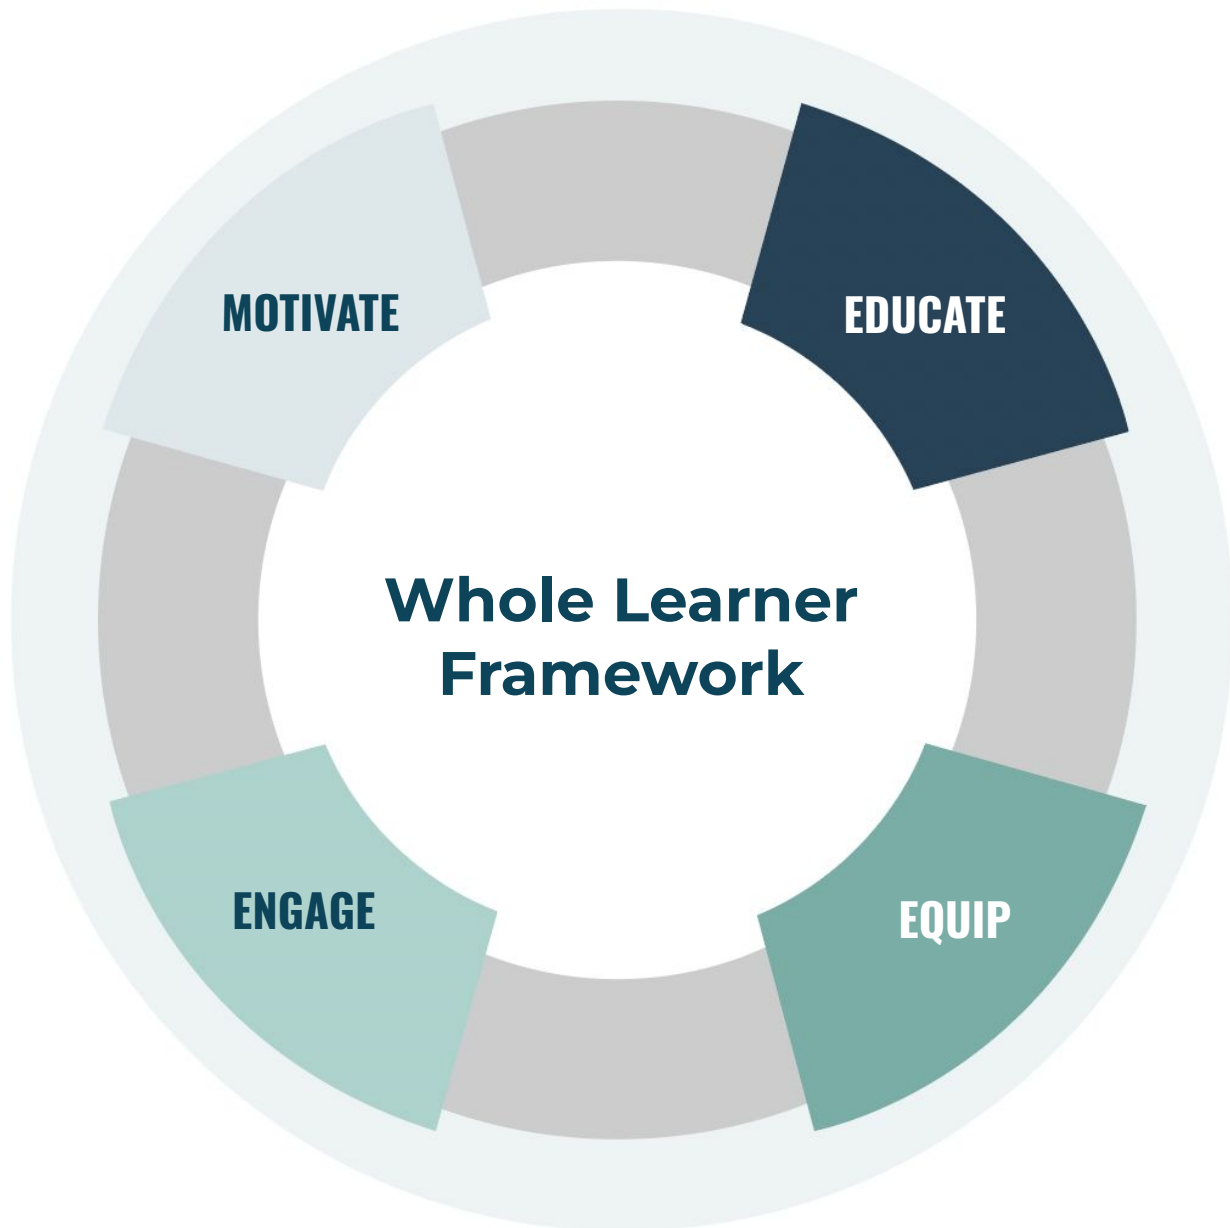 MOTIVATE
EDUCATE
Whole Learner
Framework
ENGAGE
EQUIP